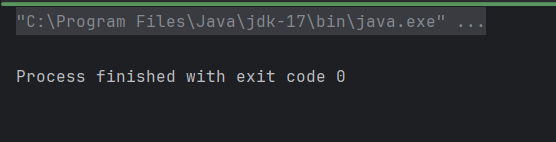 "C:\Program Files\Java\jdk-17\bin\java.exe" ...
Process finished with exit code 0